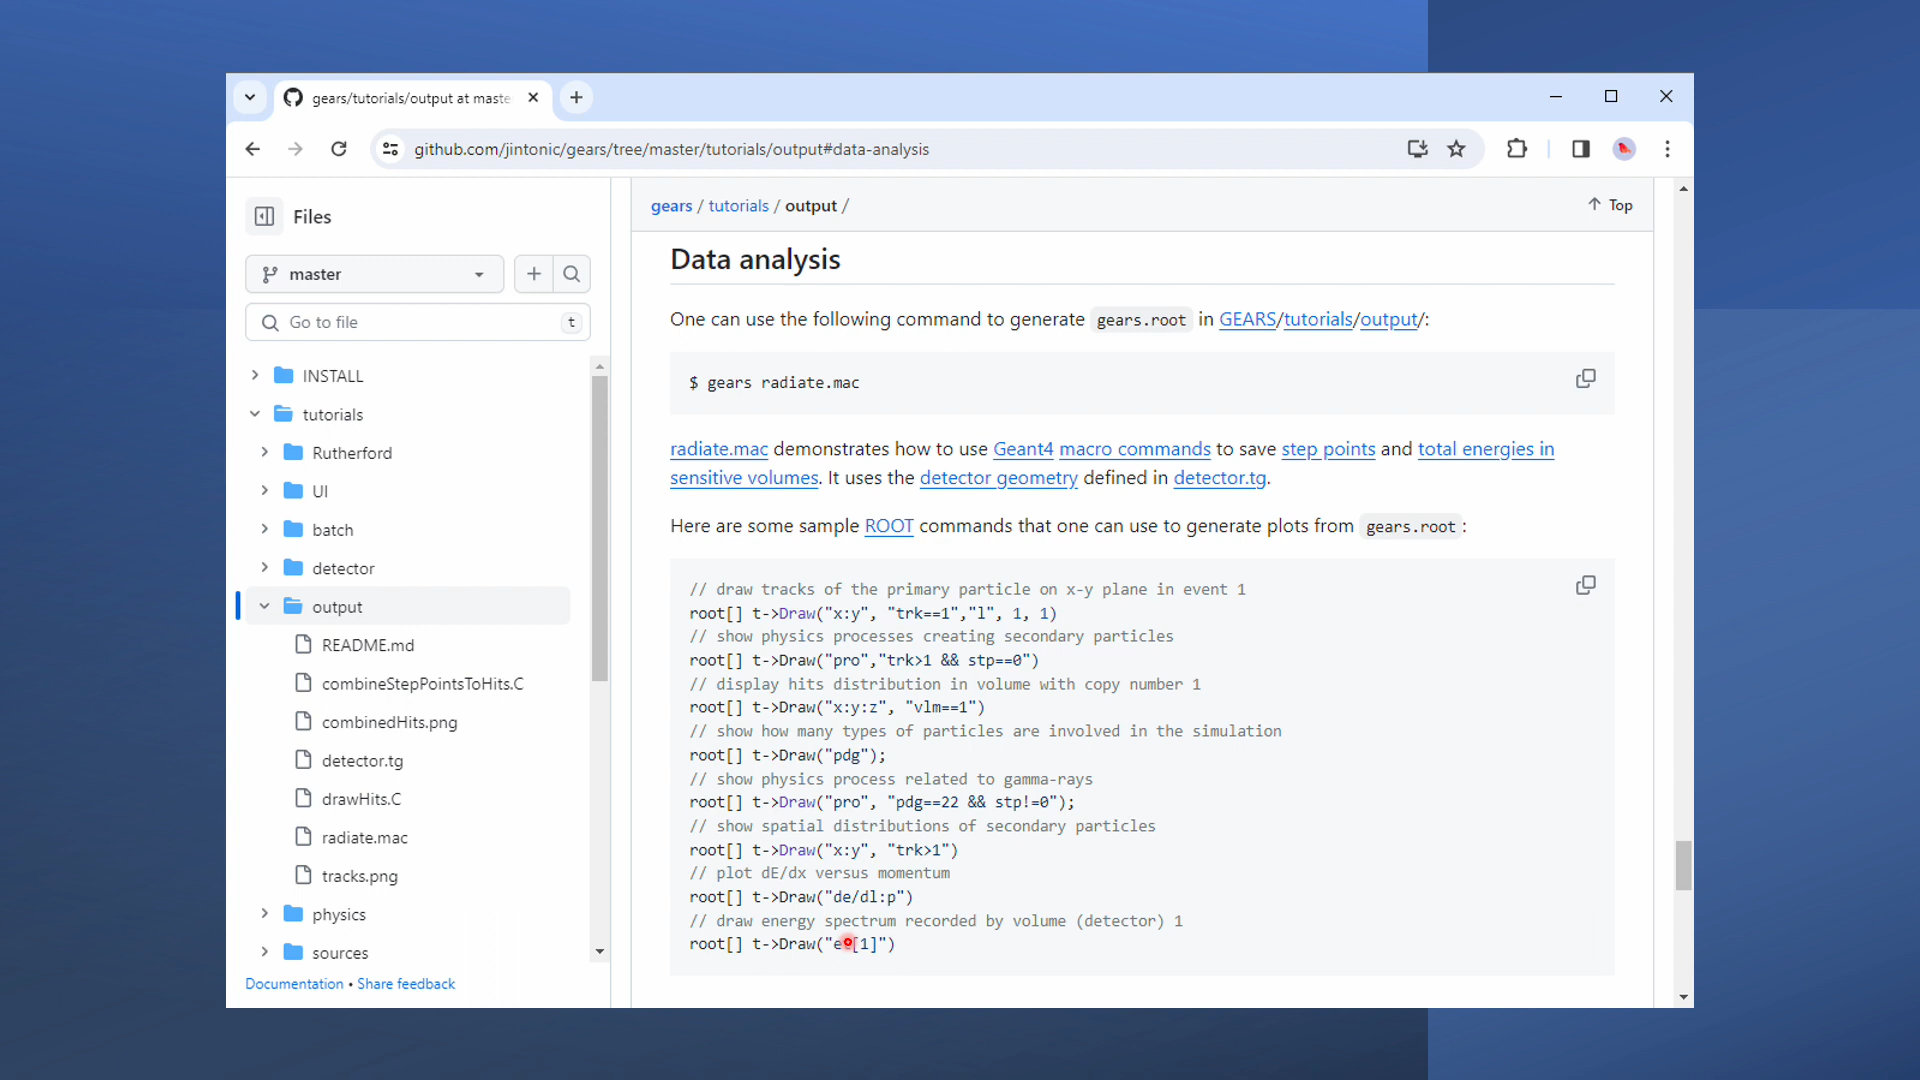 gears/tutorials/output at maste
github.com/jintonic/gears/tree/master/tutorials/output#data-analysis
Files
master
Go to file
t
INSTALL
tutorials
Rutherford
UI
batch
detector
output
README.md
combineStepPointsToHits.C
combinedHits.png
detector.tg
drawHits.C
radiate.mac
tracks.png
physics
sources
Documentation • Share feedback
gears / tutorials / output /
Top
Data analysis
One can use the following command to generate gears.root in GEARS/tutorials/output/:
$ gears radiate.mac
radiate.mac demonstrates how to use Geant4 macro commands to save step points and total energies in
sensitive volumes. It uses the detector geometry defined in detector.tg.
Here are some sample ROOT commands that one can use to generate plots from gears.root:
// draw tracks of the primary particle on x-y plane in event 1
root[] t->Draw("x:y", "trk==1","l", 1, 1)
// show physics processes creating secondary particles
root[] t->Draw("pro","trk>1 && stp==0")
// display hits distribution in volume with copy number 1
root[] t->Draw("x:y:z", "vlm==1")
// show how many types of particles are involved in the simulation
root[] t->Draw("pdg");
// show physics process related to gamma-rays
root[] t->Draw("pro", "pdg==22 && stp!=0");
// show spatial distributions of secondary particles
root[] t->Draw("x:y", "trk>1")
// plot dE/dx versus momentum
root[] t->Draw("de/dl:p")
// draw energy spectrum recorded by volume (detector) 1
root[] t->Draw("et[1]")